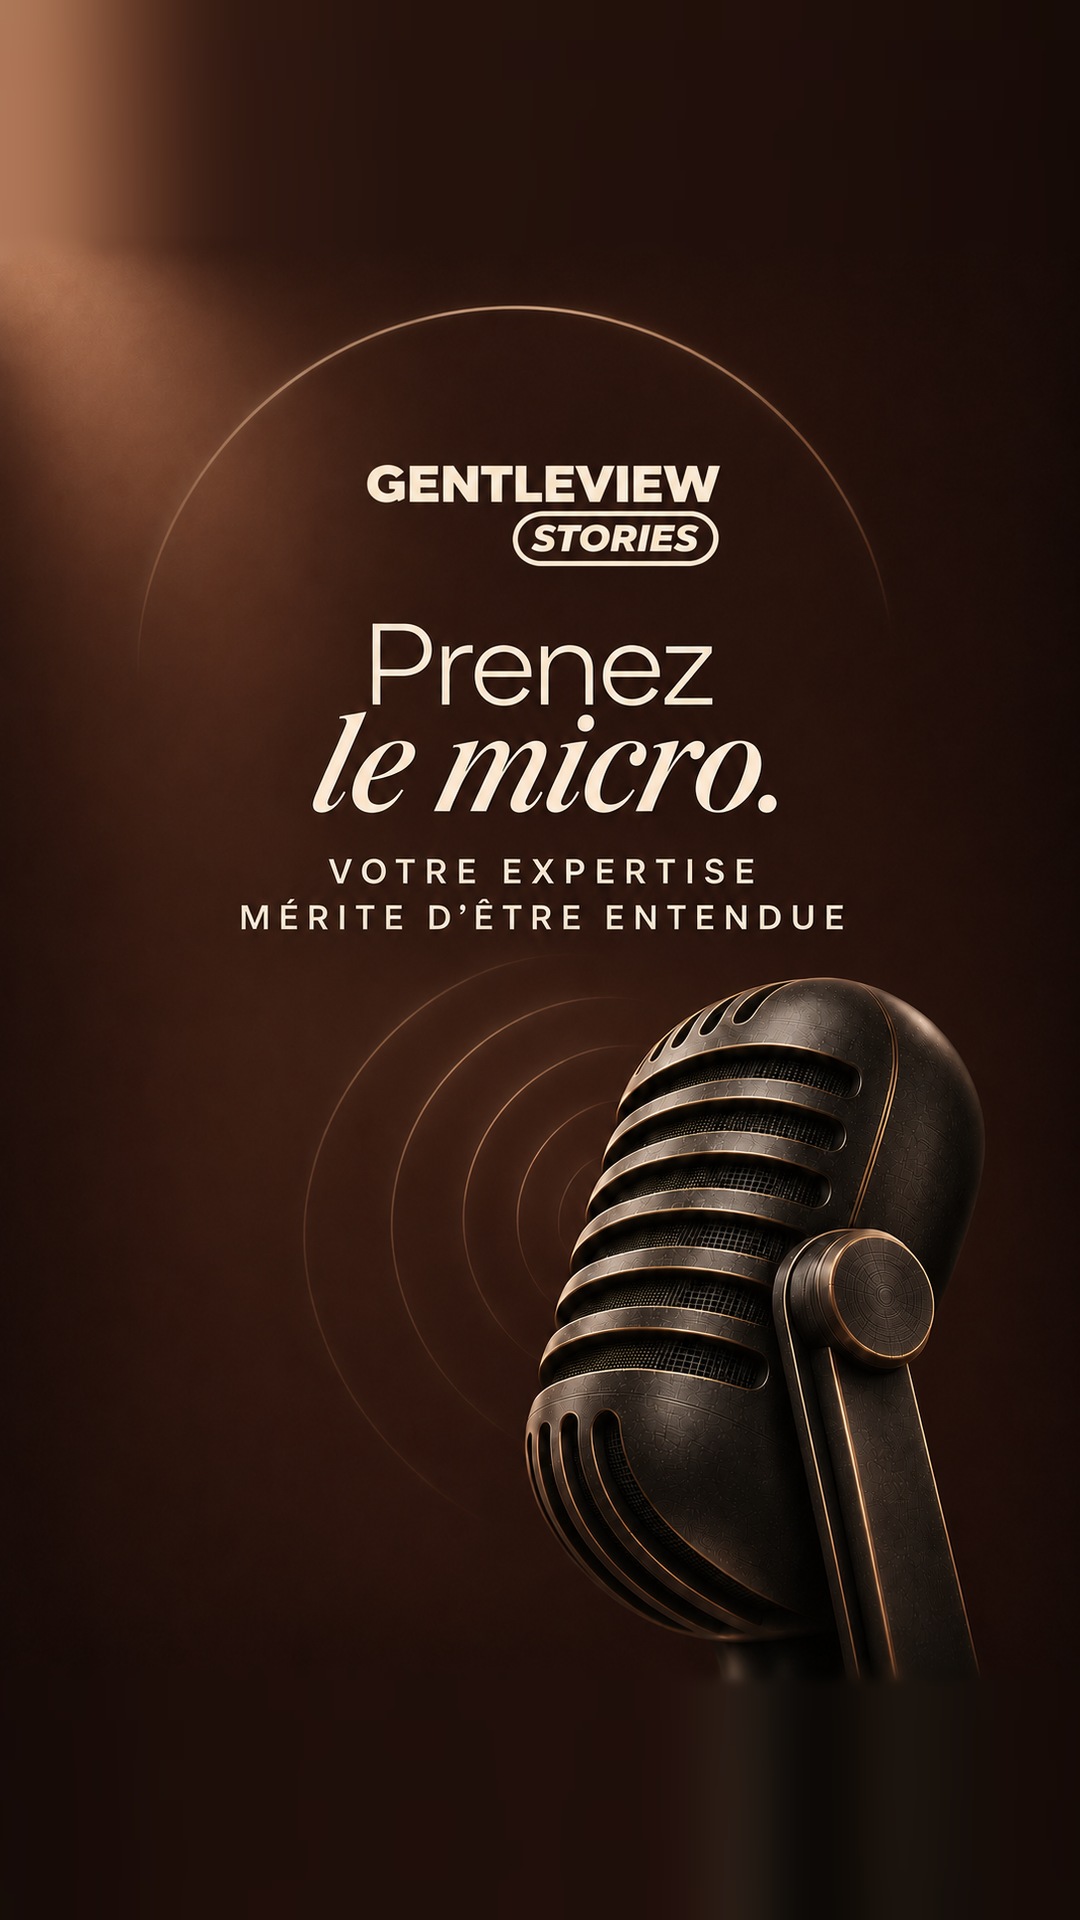 GENTLEVIEW
STORIES
Prenez
le micro.
VOTRE EXPERTISE
MÉRITE D’ÊTRE ENTENDUE